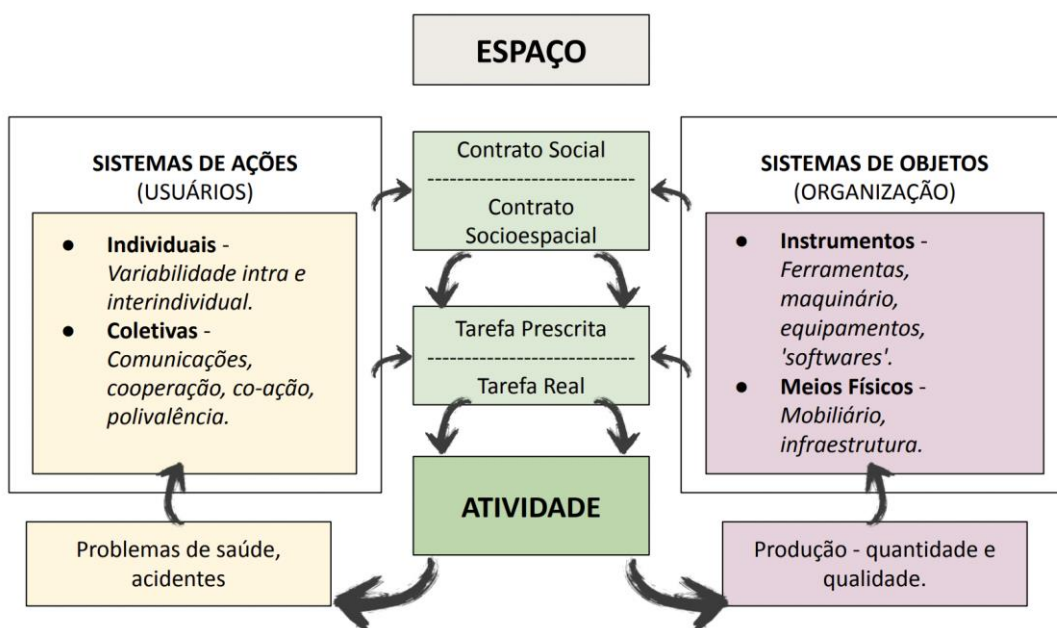 ESPAÇO
SISTEMAS DE AÇÕES
(USUÁRIOS)
● Individuais -
Variabilidade intra e
interindividual.
● Coletivas -
Comunicações,
cooperação, co-ação,
polivalência.
Problemas de saúde,
acidentes
Contrato Social
Contrato
Socioespacial
Tarefa Prescrita
Tarefa Real
ATIVIDADE
SISTEMAS DE OBJETOS
(ORGANIZAÇÃO)
● Instrumentos -
Ferramentas,
maquinário,
equipamentos,
'softwares'.
● Meios Físicos -
Mobiliário,
infraestrutura.
Produção - quantidade e
qualidade.